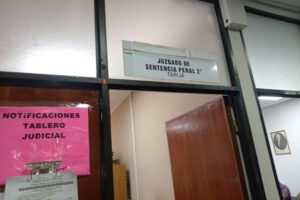 JUZGADO DE
SENTENCIA PENAL 2°
TARIJA
NOTIFICACIONES
TABLERO
JUDICIAL